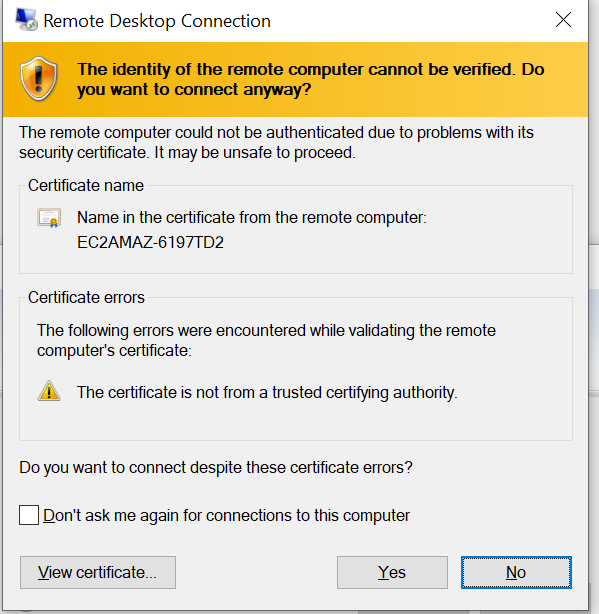 Remote Desktop Connection
The identity of the remote computer cannot be verified. Do
you want to connect anyway?
The remote computer could not be authenticated due to problems with its
security certificate. It may be unsafe to proceed.
Certificate name
Name in the certificate from the remote computer:
EC2AMAZ-6197TD2
Certificate errors
The following errors were encountered while validating the remote
computer's certificate:
The certificate is not from a trusted certifying authority.
Do you want to connect despite these certificate errors?
Don't ask me again for connections to this computer
View certificate... Yes No